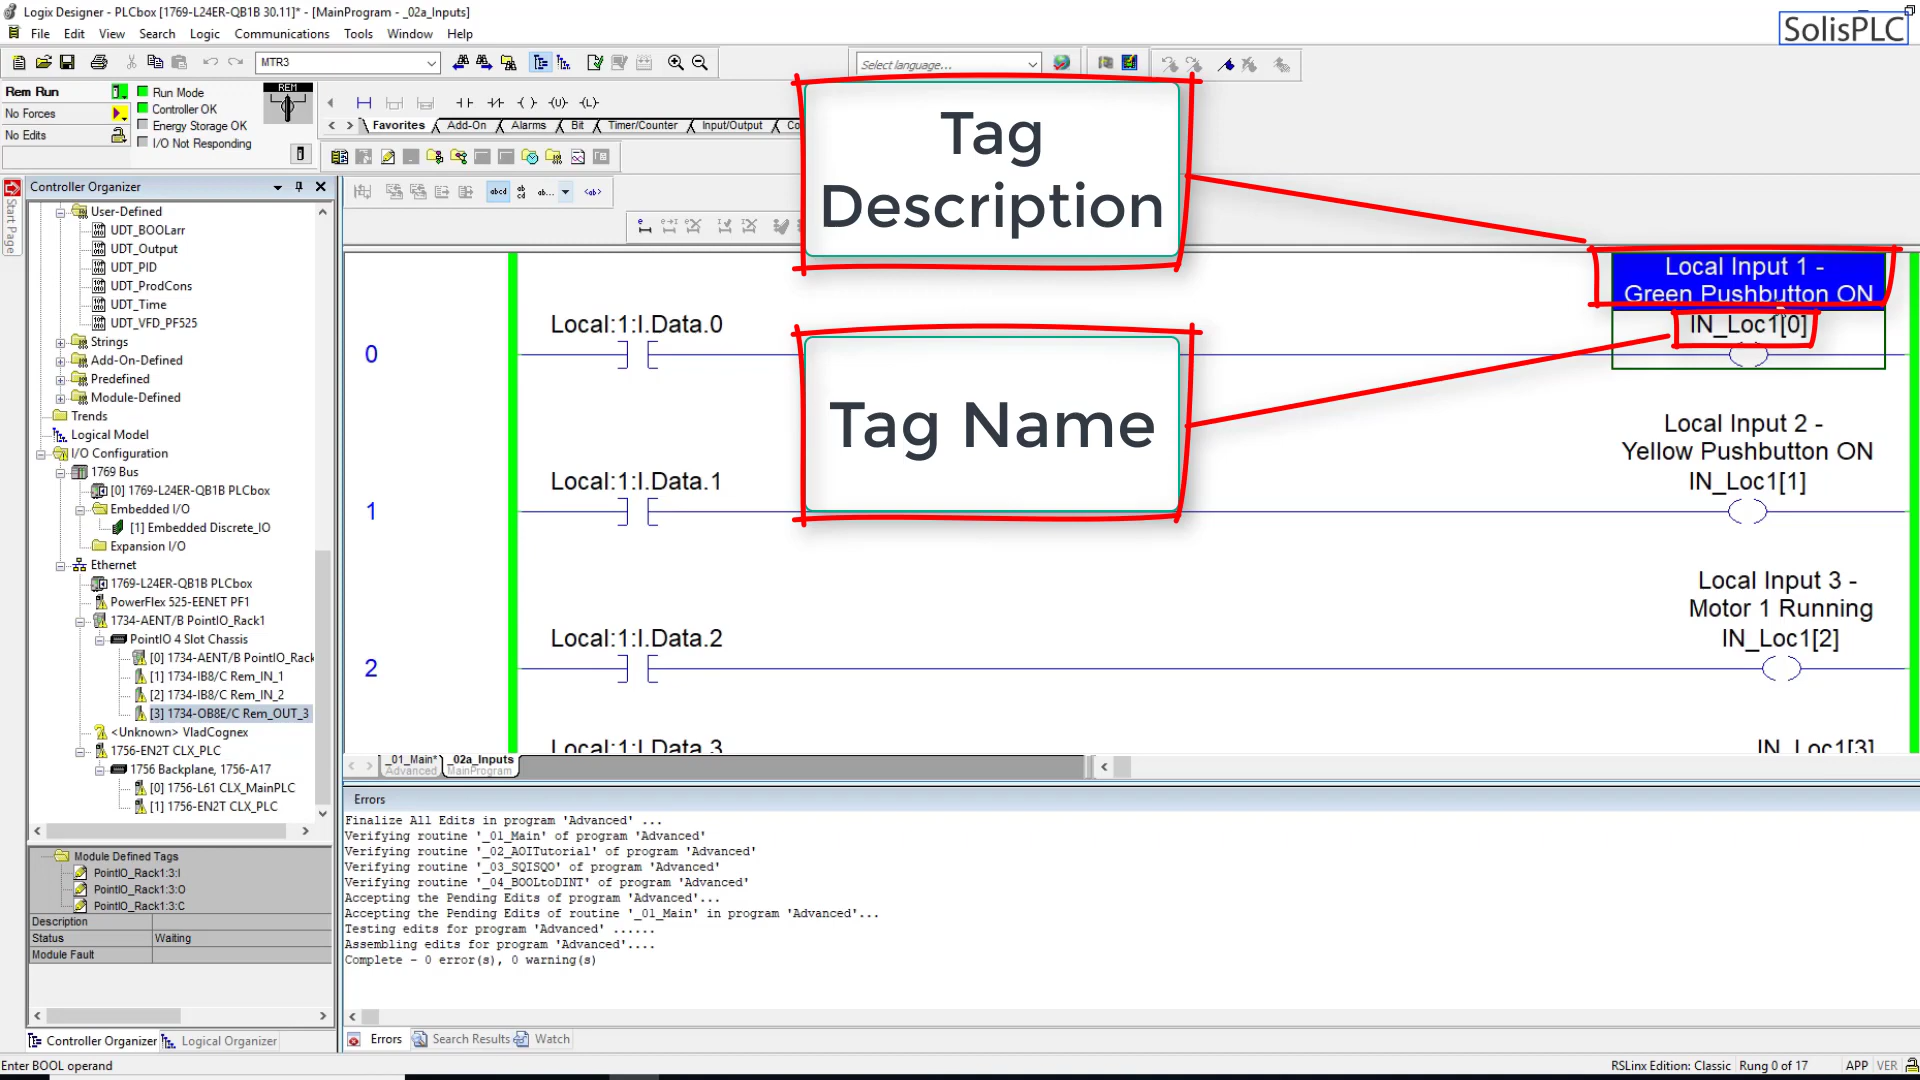 Logix Designer - PLCbox [1769-L24ER-QB1B 30.11]* - [MainProgram - _02a_Inputs]
SolisPLC
File Edit View Search Logic Communications Tools Window Help
MTR3
Select language...
Rem Run
No Forces
No Edits
Run Mode
Controller OK
Energy Storage OK
I/O Not Responding
REM
Favorites Add-On Alarms Bit Timer/Counter Input/Output Co
Tag
Description
Tag Name
Start Page
Controller Organizer
User-Defined
UDT_BOOLarr
UDT_Output
UDT_PID
UDT_ProdCons
UDT_Time
UDT_VFD_PF525
Strings
Add-On-Defined
Predefined
Module-Defined
Trends
Logical Model
I/O Configuration
1769 Bus
[0] 1769-L24ER-QB1B PLCbox
Embedded I/O
[1] Embedded Discrete_IO
Expansion I/O
Ethernet
1769-L24ER-QB1B PLCbox
PowerFlex 525-EENET PF1
1734-AENT/B PointIO_Rack1
PointIO 4 Slot Chassis
[0] 1734-AENT/B PointIO_Rack
[1] 1734-IB8/C Rem_IN_1
[2] 1734-IB8/C Rem_IN_2
[3] 1734-OB8E/C Rem_OUT_3
<Unknown> VladCognex
1756-EN2T CLX_PLC
1756 Backplane, 1756-A17
[0] 1756-L61 CLX_MainPLC
[1] 1756-EN2T CLX_PLC
Module Defined Tags
PointIO_Rack1:3:I
PointIO_Rack1:3:O
PointIO_Rack1:3:C
Description
Status Waiting
Module Fault
Controller Organizer Logical Organizer
Local Input 1 -
Green Pushbutton ON
0 Local:1:I.Data.0 IN_Loc1[0]
Local Input 2 -
Yellow Pushbutton ON
1 Local:1:I.Data.1 IN_Loc1[1]
Local Input 3 -
Motor 1 Running
2 Local:1:I.Data.2 IN_Loc1[2]
Local:1:I.Data.3 IN_Loc1[3]
_01_Main* _02a_Inputs
Advanced MainProgram
Errors
Finalize All Edits in program 'Advanced' ...
Verifying routine '_01_Main' of program 'Advanced'
Verifying routine '_02_AOITutorial' of program 'Advanced'
Verifying routine '_03_SQISQO' of program 'Advanced'
Verifying routine '_04_BOOLtoDINT' of program 'Advanced'
Accepting the Pending Edits of program 'Advanced'...
Accepting the Pending Edits of routine '_01_Main' in program 'Advanced'...
Testing edits for program 'Advanced' ......
Assembling edits for program 'Advanced'....
Complete - 0 error(s), 0 warning(s)
Errors Search Results Watch
Enter BOOL operand
RSLinx Edition: Classic Rung 0 of 17 APP VER